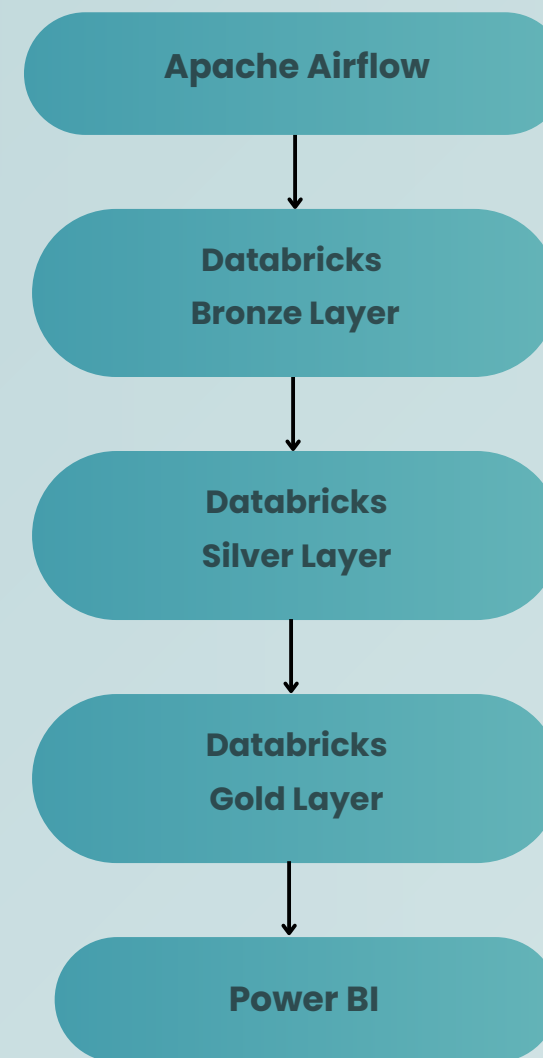 Apache Airflow
Databricks
Bronze Layer
Databricks
Silver Layer
Databricks
Gold Layer
Power BI